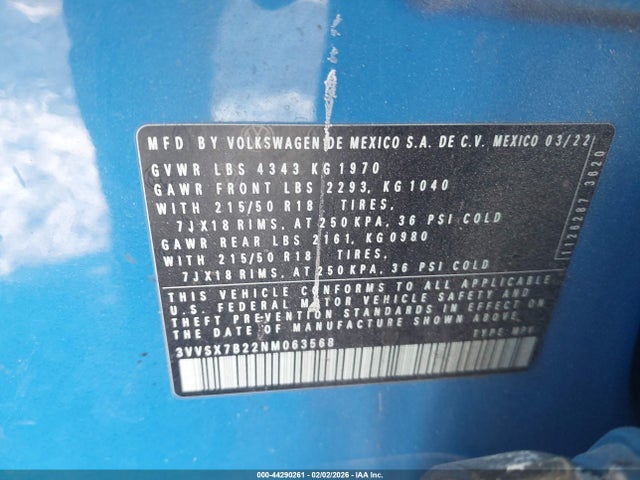 MFD BY VOLKSWAGEN DE MEXICO S.A. DE C.V. MEXICO 03/22
GVWR LBS 4343 KG 1970
GAWR FRONT LBS 2293, KG 1040
WITH 215/50 R18 TIRES,
7JX18 RIMS, AT 250 KPA, 36 PSI COLD
GAWR REAR LBS 2161, KG 0980
WITH 215/50 R18 TIRES,
7JX18 RIMS, AT 250 KPA, 36 PSI COLD
THIS VEHICLE CONFORMS TO ALL APPLICABLE
U.S. FEDERAL MOTOR VEHICLE SAFETY AND
THEFT PREVENTION STANDARDS IN EFFECT ON
THE DATE OF MANUFACTURE SHOWN ABOVE.
3VVSX7B22NM063568 TYPE MPV
1126287 3620
000-44290261 - 02/02/2026 - IAA Inc.